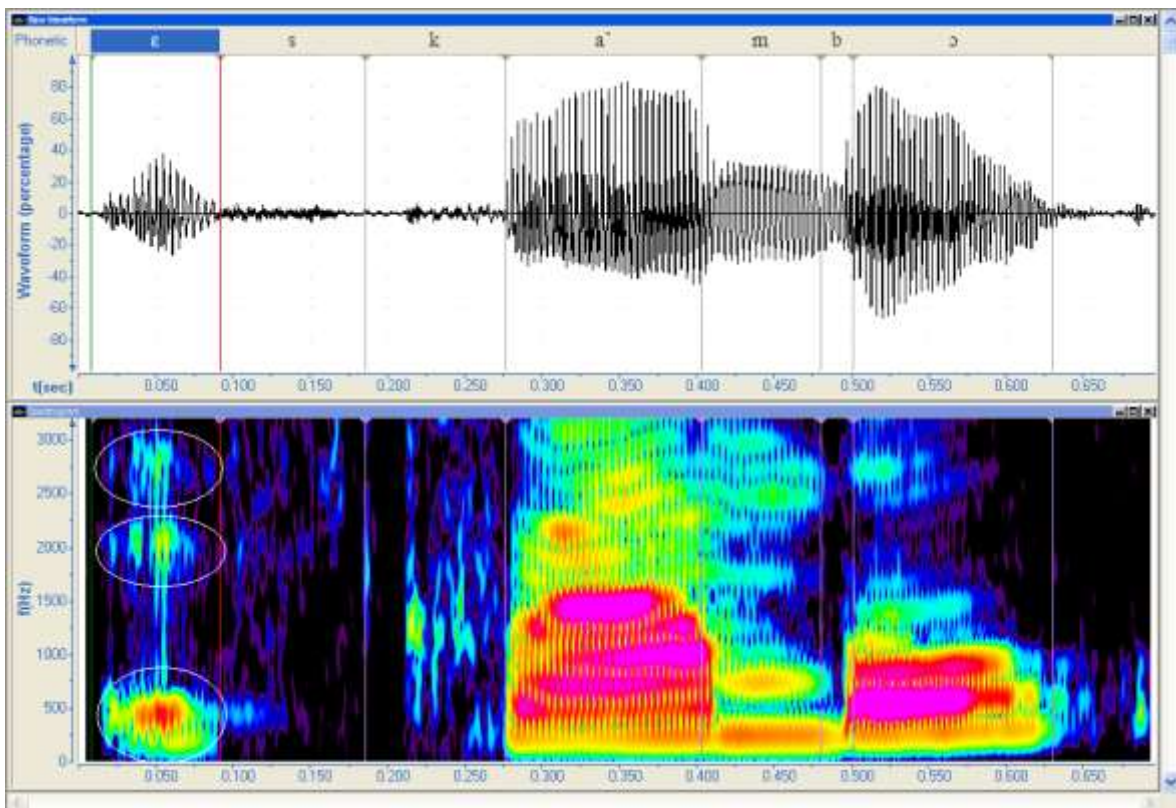 Raw Waveform
Phonetic ε s k a` m b ɔ
Waveform (percentage)
80
60
40
20
0
-20
-40
-60
-80
t(sec) 0.050 0.100 0.150 0.200 0.250 0.300 0.350 0.400 0.450 0.500 0.550 0.600 0.650
Spectrogram
f(Hz)
3000
2500
2000
1500
1000
500
0
0.050 0.100 0.150 0.200 0.250 0.300 0.350 0.400 0.450 0.500 0.550 0.600 0.650